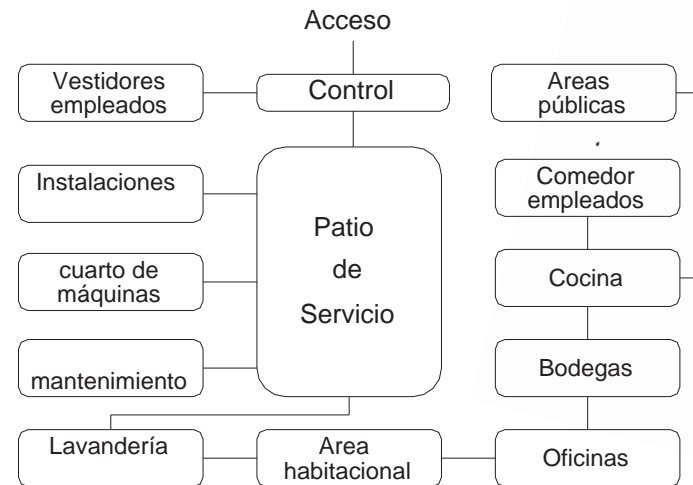 Acceso
Vestidores
empleados
Control
Areas
públicas
Instalaciones
Comedor
empleados
Patio
de
Servicio
cuarto de
máquinas
Cocina
mantenimiento
Bodegas
Lavandería
Area
habitacional
Oficinas